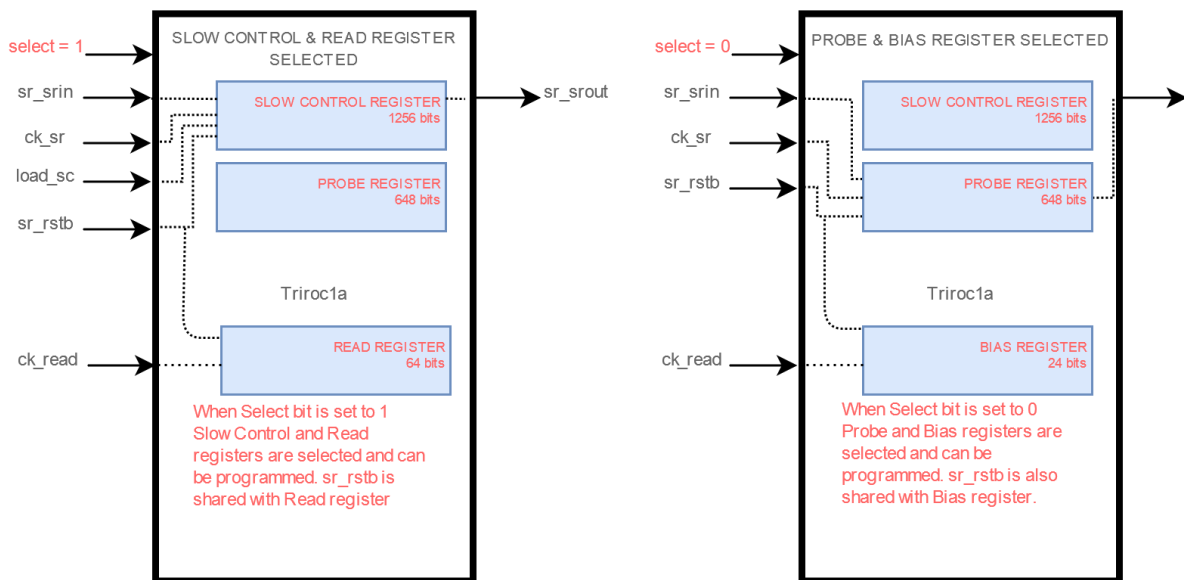 select = 1
SLOW CONTROL & READ REGISTER
SELECTED
sr_srin
SLOW CONTROL REGISTER
1256 bits
sr_srout
ck_sr
load_sc
PROBE REGISTER
648 bits
sr_rstb
Triroc1a
READ REGISTER
64 bits
ck_read
When Select bit is set to 1
Slow Control and Read
registers are selected and can
be programmed. sr_rstb is
shared with Read register
select = 0
PROBE & BIAS REGISTER SELECTED
sr_srin
SLOW CONTROL REGISTER
1256 bits
ck_sr
sr_rstb
PROBE REGISTER
648 bits
Triroc1a
BIAS REGISTER
24 bits
ck_read
When Select bit is set to 0
Probe and Bias registers are
selected and can be
programmed. sr_rstb is also
shared with Bias register.